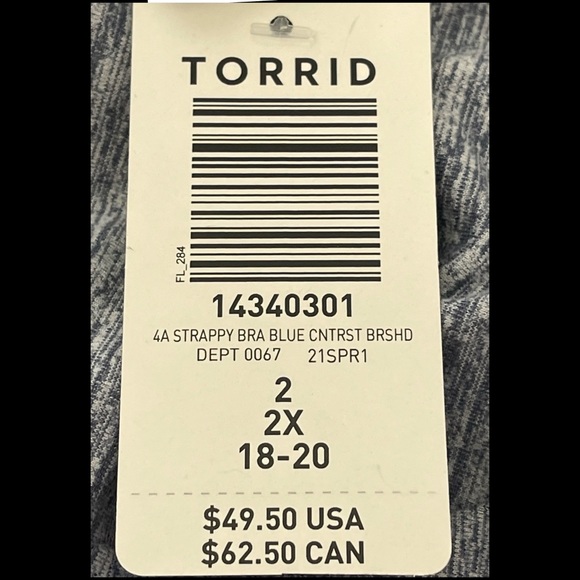 TORRID
FL_284
14340301
4A STRAPPY BRA BLUE CNTRST BRSHD
DEPT 0067 21SPR1
2
2X
18-20
$49.50 USA
$62.50 CAN